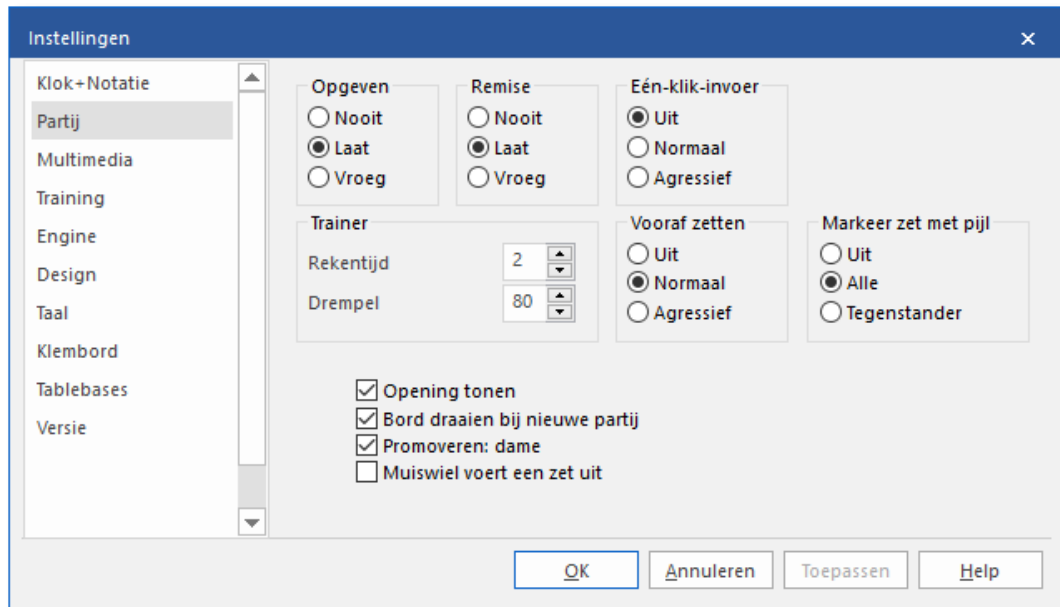 Instellingen
Klok+Notatie
Partij
Multimedia
Training
Engine
Design
Taal
Klembord
Tablebases
Versie
Opgeven
Nooit
Laat
Vroeg
Remise
Nooit
Laat
Vroeg
Eén-klik-invoer
Uit
Normaal
Agressief
Trainer
Rekentijd 2
Drempel 80
Vooraf zetten
Uit
Normaal
Agressief
Markeer zet met pijl
Uit
Alle
Tegenstander
Opening tonen
Bord draaien bij nieuwe partij
Promoveren: dame
Muiswiel voert een zet uit
OK
Annuleren
Toepassen
Help